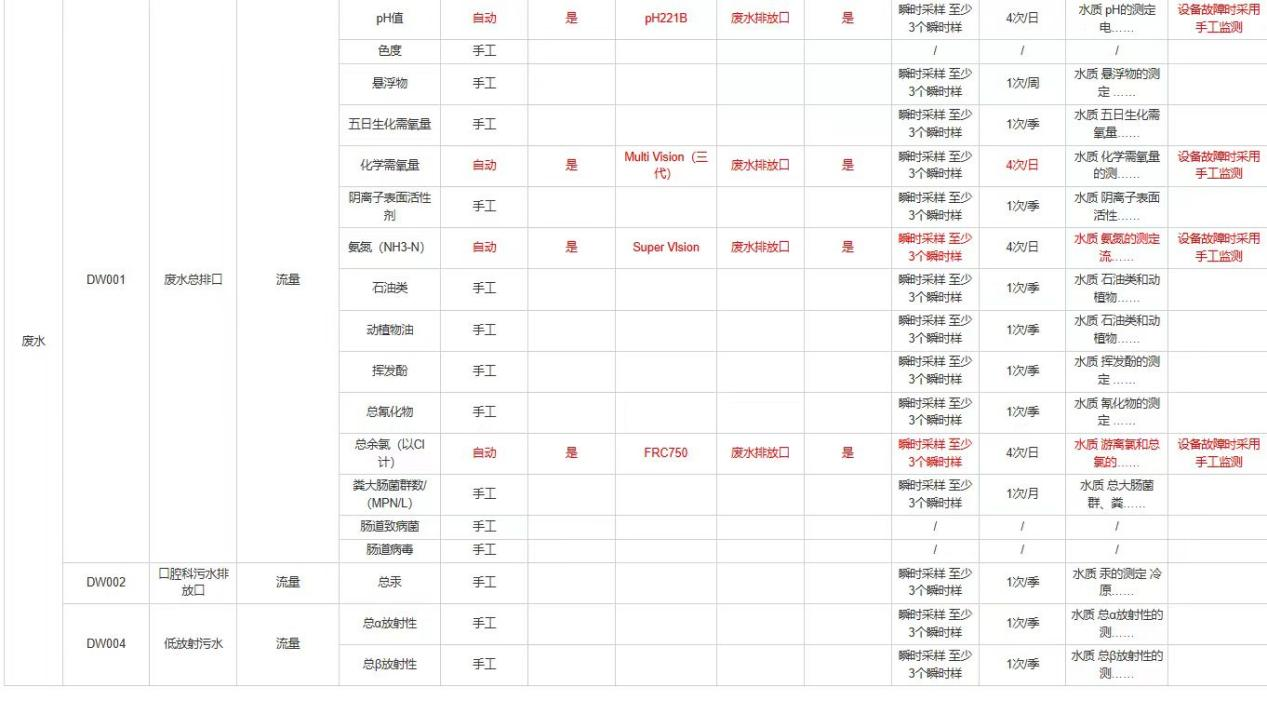 pH值 自动 是 pH221B 废水排放口 是 瞬时采样 至少 4次/日 水质 pH的测定 设备故障时采用
3个瞬时样 电…… 手工监测
色度 手工 / / /
悬浮物 手工 瞬时采样 至少 1次/周 水质 悬浮物的测
3个瞬时样 定 ……
五日生化需氧量 手工 瞬时采样 至少 1次/季 水质 五日生化需
3个瞬时样 氧量……
化学需氧量 自动 是 Multi Vision（三 废水排放口 是 瞬时采样 至少 4次/日 水质 化学需氧量 设备故障时采用
代） 3个瞬时样 的测…… 手工监测
阴离子表面活性 手工 瞬时采样 至少 1次/季 水质 阴离子表面
剂 3个瞬时样 活性……
氨氮（NH3-N） 自动 是 Super VIsion 废水排放口 是 瞬时采样 至少 4次/日 水质 氨氮的测定 设备故障时采用
3个瞬时样 流…… 手工监测
DW001 废水总排口 流量 石油类 手工 瞬时采样 至少 1次/季 水质 石油类和动
3个瞬时样 植物……
废水 动植物油 手工 瞬时采样 至少 1次/季 水质 石油类和动
3个瞬时样 植物……
挥发酚 手工 瞬时采样 至少 1次/季 水质 挥发酚的测
3个瞬时样 定 ……
总氰化物 手工 瞬时采样 至少 1次/季 水质 氰化物的测
3个瞬时样 定 ……
总余氯（以Cl 自动 是 FRC750 废水排放口 是 瞬时采样 至少 4次/日 水质 游离氯和总 设备故障时采用
计） 3个瞬时样 氯的…… 手工监测
粪大肠菌群数/ 手工 瞬时采样 至少 1次/月 水质 总大肠菌
（MPN/L） 3个瞬时样 群、粪……
肠道致病菌 手工 / / /
肠道病毒 手工 / / /
DW002 口腔科污水排 流量 总汞 手工 瞬时采样 至少 1次/季 水质 汞的测定 冷
放口 3个瞬时样 原……
DW004 低放射污水 流量 总α放射性 手工 瞬时采样 至少 1次/季 水质 总α放射性的
3个瞬时样 测……
总β放射性 手工 瞬时采样 至少 1次/季 水质 总β放射性的
3个瞬时样 测……